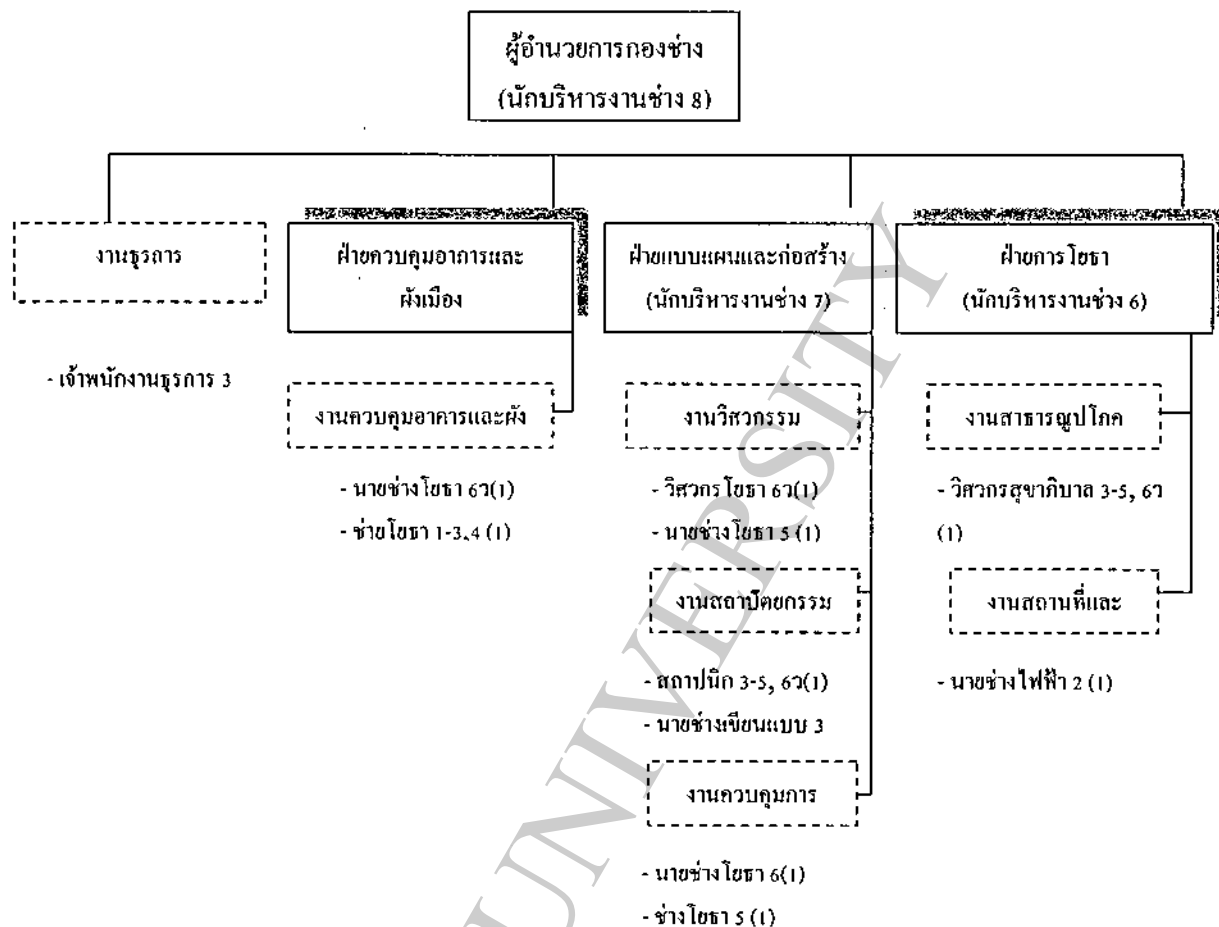 ผู้อำนวยการกองช่าง
(นักบริหารงานช่าง 8)
งานธุรการ
- เจ้าพนักงานธุรการ 3
ฝ่ายควบคุมอาการและ
ผังเมือง
งานควบคุมอาคารและผัง
- นายช่างโยธา 6ว(1)
- ช่ายโยธา 1-3,4 (1)
ฝ่ายแบบแผนและก่อสร้าง
(นักบริหารงานช่าง 7)
งานวิศวกรรม
- วิศวกรโยธา 6ว(1)
- นายช่วงโยธา 5 (1)
งานสถาปัตยกรรม
- สถาปนิก 3-5, 6ว(1)
- นายช่างเขียนแบบ 3
งานควบคุมการ
- นายช่างโยธา 6(1)
- ช่างโยธา 5 (1)
ฝ่ายการโยธา
(นักบริหารงานช่วง 6)
งานสาธารณูปโภค
- วิศวกรสุขาภิบาล 3-5, 6ว
(1)
งานสถานที่และ
- นายช่างไฟฟ้า 2 (1)
UNIVERSITY